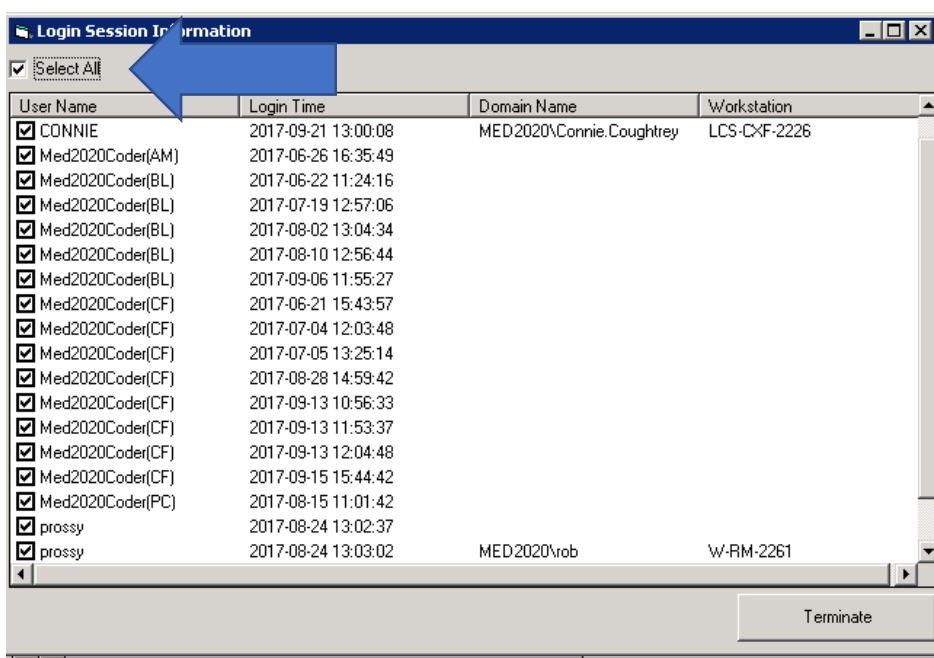 Login Session Information
Select All
User Name Login Time Domain Name Workstation
CONNIE 2017-09-21 13:00:08 MED2020\Connie.Coughtrey LCS-CXF-2226
Med2020Coder(AM) 2017-06-26 16:35:49
Med2020Coder(BL) 2017-06-22 11:24:16
Med2020Coder(BL) 2017-07-19 12:57:06
Med2020Coder(BL) 2017-08-02 13:04:34
Med2020Coder(BL) 2017-08-10 12:56:44
Med2020Coder(BL) 2017-09-06 11:55:27
Med2020Coder(CF) 2017-06-21 15:43:57
Med2020Coder(CF) 2017-07-04 12:03:48
Med2020Coder(CF) 2017-07-05 13:25:14
Med2020Coder(CF) 2017-08-28 14:59:42
Med2020Coder(CF) 2017-09-13 10:56:33
Med2020Coder(CF) 2017-09-13 11:53:37
Med2020Coder(CF) 2017-09-13 12:04:48
Med2020Coder(CF) 2017-09-15 15:44:42
Med2020Coder(PC) 2017-08-15 11:01:42
prossy 2017-08-24 13:02:37
prossy 2017-08-24 13:03:02 MED2020\rob W-RM-2261
Terminate